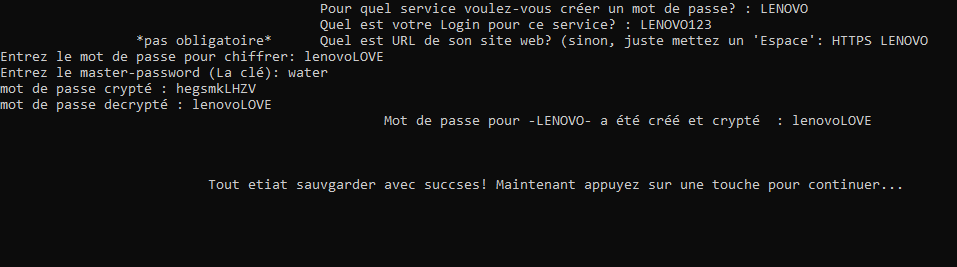 Pour quel service voulez-vous créer un mot de passe? : LENOVO
Quel est votre Login pour ce service? : LENOVO123
*pas obligatoire* Quel est URL de son site web? (sinon, juste mettez un 'Espace': HTTPS LENOVO
Entrez le mot de passe pour chiffrer: lenovoLOVE
Entrez le master-password (La clé): water
mot de passe crypté : hegsmkLHZV
mot de passe decrypté : lenovoLOVE
Mot de passe pour -LENOVO- a été créé et crypté : lenovoLOVE
Tout etiat sauvgarder avec succses! Maintenant appuyez sur une touche pour continuer...